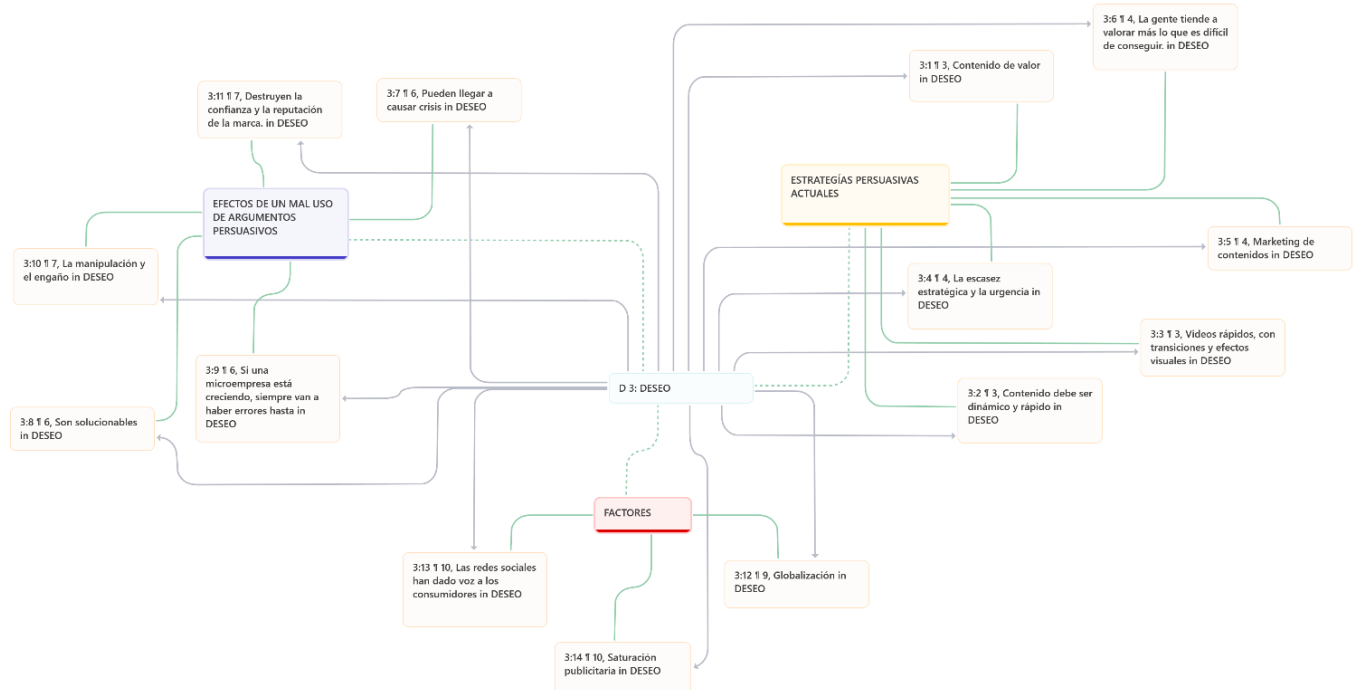 3:6 ¶ 4, La gente tiende a
valorar más lo que es difícil
de conseguir. in DESEO
3:1 ¶ 3, Contenido de valor
in DESEO
3:11 ¶ 7, Destruyen la
confianza y la reputación
de la marca. in DESEO
3:7 ¶ 6, Pueden llegar a
causar crisis in DESEO
ESTRATEGÍAS PERSUASIVAS
ACTUALES
EFECTOS DE UN MAL USO
DE ARGUMENTOS
PERSUASIVOS
3:5 ¶ 4, Marketing de
contenidos in DESEO
3:10 ¶ 7, La manipulación y
el engaño in DESEO
3:4 ¶ 4, La escasez
estratégica y la urgencia in
DESEO
3:3 ¶ 3, Videos rápidos, con
transiciones y efectos
visuales in DESEO
3:9 ¶ 6, Si una
microempresa está
creciendo, siempre van a
haber errores hasta in
DESEO
D 3: DESEO
3:2 ¶ 3, Contenido debe ser
dinámico y rápido in
DESEO
3:8 ¶ 6, Son solucionables
in DESEO
FACTORES
3:13 ¶ 10, Las redes sociales
han dado voz a los
consumidores in DESEO
3:12 ¶ 9, Globalización in
DESEO
3:14 ¶ 10, Saturación
publicitaria in DESEO